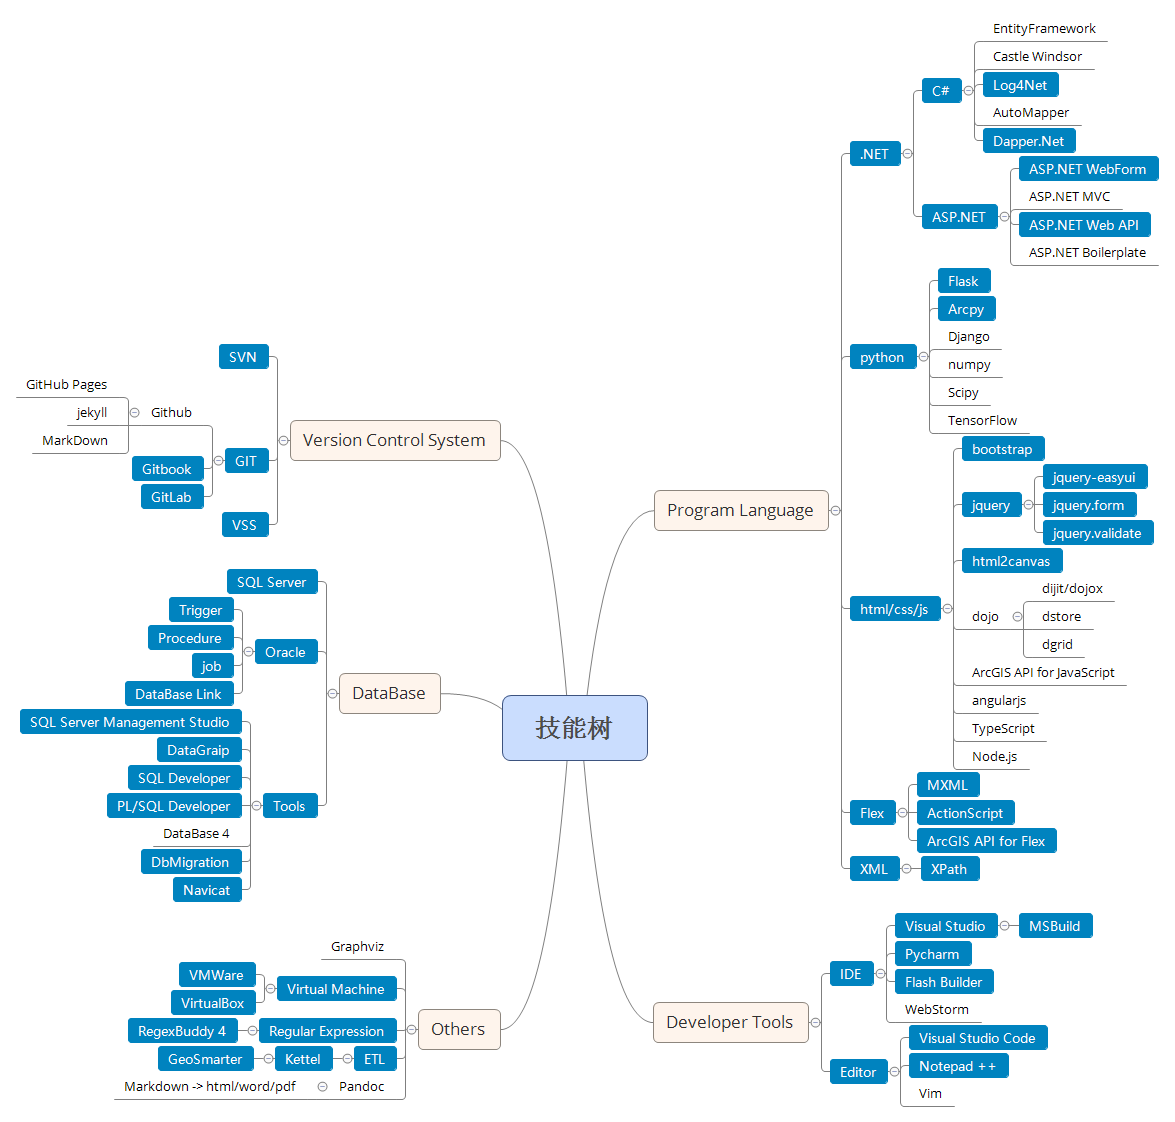 技能树
Program Language
.NET
C#
EntityFramework
Castle Windsor
Log4Net
AutoMapper
Dapper.Net
ASP.NET
ASP.NET WebForm
ASP.NET MVC
ASP.NET Web API
ASP.NET Boilerplate
python
Flask
Arcpy
Django
numpy
Scipy
TensorFlow
html/css/js
bootstrap
jquery
jquery-easyui
jquery.form
jquery.validate
html2canvas
dojo
dijit/dojox
dstore
dgrid
ArcGIS API for JavaScript
angularjs
TypeScript
Node.js
Flex
MXML
ActionScript
ArcGIS API for Flex
XML
XPath
Developer Tools
IDE
Visual Studio
MSBuild
Pycharm
Flash Builder
WebStorm
Editor
Visual Studio Code
Notepad ++
Vim
Version Control System
SVN
GIT
Github
GitHub Pages
jekyll
MarkDown
Gitbook
GitLab
VSS
DataBase
SQL Server
Oracle
Trigger
Procedure
job
DataBase Link
Tools
SQL Server Management Studio
DataGraip
SQL Developer
PL/SQL Developer
DataBase 4
DbMigration
Navicat
Others
Graphviz
Virtual Machine
VMWare
VirtualBox
Regular Expression
RegexBuddy 4
ETL
Kettel
GeoSmarter
Pandoc
Markdown -> html/word/pdf